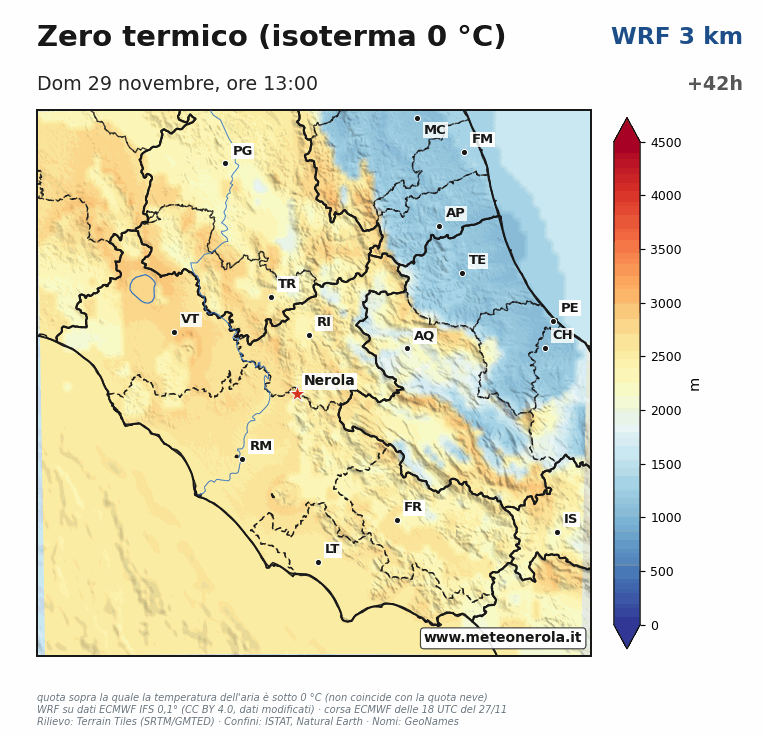 Zero termico (isoterma 0 °C)
WRF 3 km
Dom 29 novembre, ore 13:00
+42h
MC
FM
PG
AP
TE
TR
PE
VT
RI
AQ
CH
Nerola
RM
FR
IS
LT
www.meteonerola.it
4500
4000
3500
3000
2500
2000
1500
1000
500
0
m
quota sopra la quale la temperatura dell'aria è sotto 0 °C (non coincide con la quota neve)
WRF su dati ECMWF IFS 0,1° (CC BY 4.0, dati modificati) · corsa ECMWF delle 18 UTC del 27/11
Rilievo: Terrain Tiles (SRTM/GMTED) · Confini: ISTAT, Natural Earth · Nomi: GeoNames